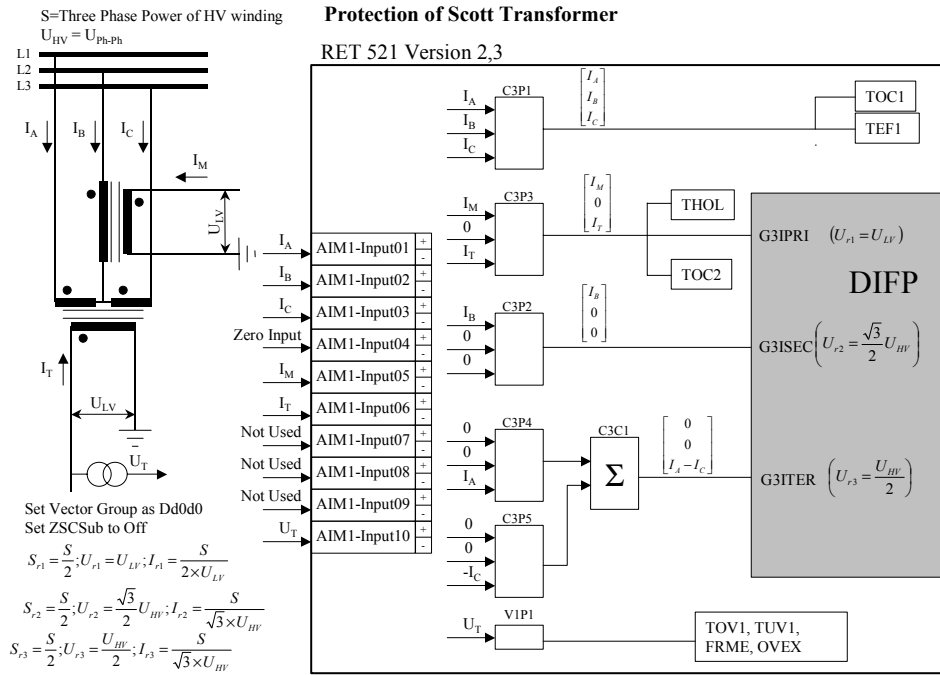 S=Three Phase Power of HV winding
U_HV = U_Ph-Ph
Protection of Scott Transformer
RET 521 Version 2,3
L1
L2
L3
I_A
I_B
I_C
I_M
U_LV
I_T
U_LV
U_T
Set Vector Group as Dd0d0
Set ZSCSub to Off
S_r1 = S/2; U_r1 = U_LV; I_r1 = S/(2×U_LV)
S_r2 = S/2; U_r2 = √3/2 U_HV; I_r2 = S/(√3×U_HV)
S_r3 = S/2; U_r3 = U_HV/2; I_r3 = S/(√3×U_HV)
I_A AIM1-Input01 + -
I_B AIM1-Input02 + -
I_C AIM1-Input03 + -
Zero Input AIM1-Input04 + -
I_M AIM1-Input05 + -
I_T AIM1-Input06 + -
Not Used AIM1-Input07 + -
Not Used AIM1-Input08 + -
Not Used AIM1-Input09 + -
U_T AIM1-Input10 + -
C3P1
I_A
I_B
I_C
[I_A I_B I_C]
TOC1
TEF1
C3P3
I_M
0
I_T
[I_M 0 I_T]
THOL
TOC2
G3IPRI (U_r1 = U_LV)
DIFP
C3P2
I_B
0
0
[I_B 0 0]
G3ISEC (U_r2 = √3/2 U_HV)
C3P4
0
0
I_A
C3C1
Σ
[0 0 I_A − I_C]
G3ITER (U_r3 = U_HV/2)
C3P5
0
0
-I_C
V1P1
U_T
TOV1, TUV1,
FRME, OVEX